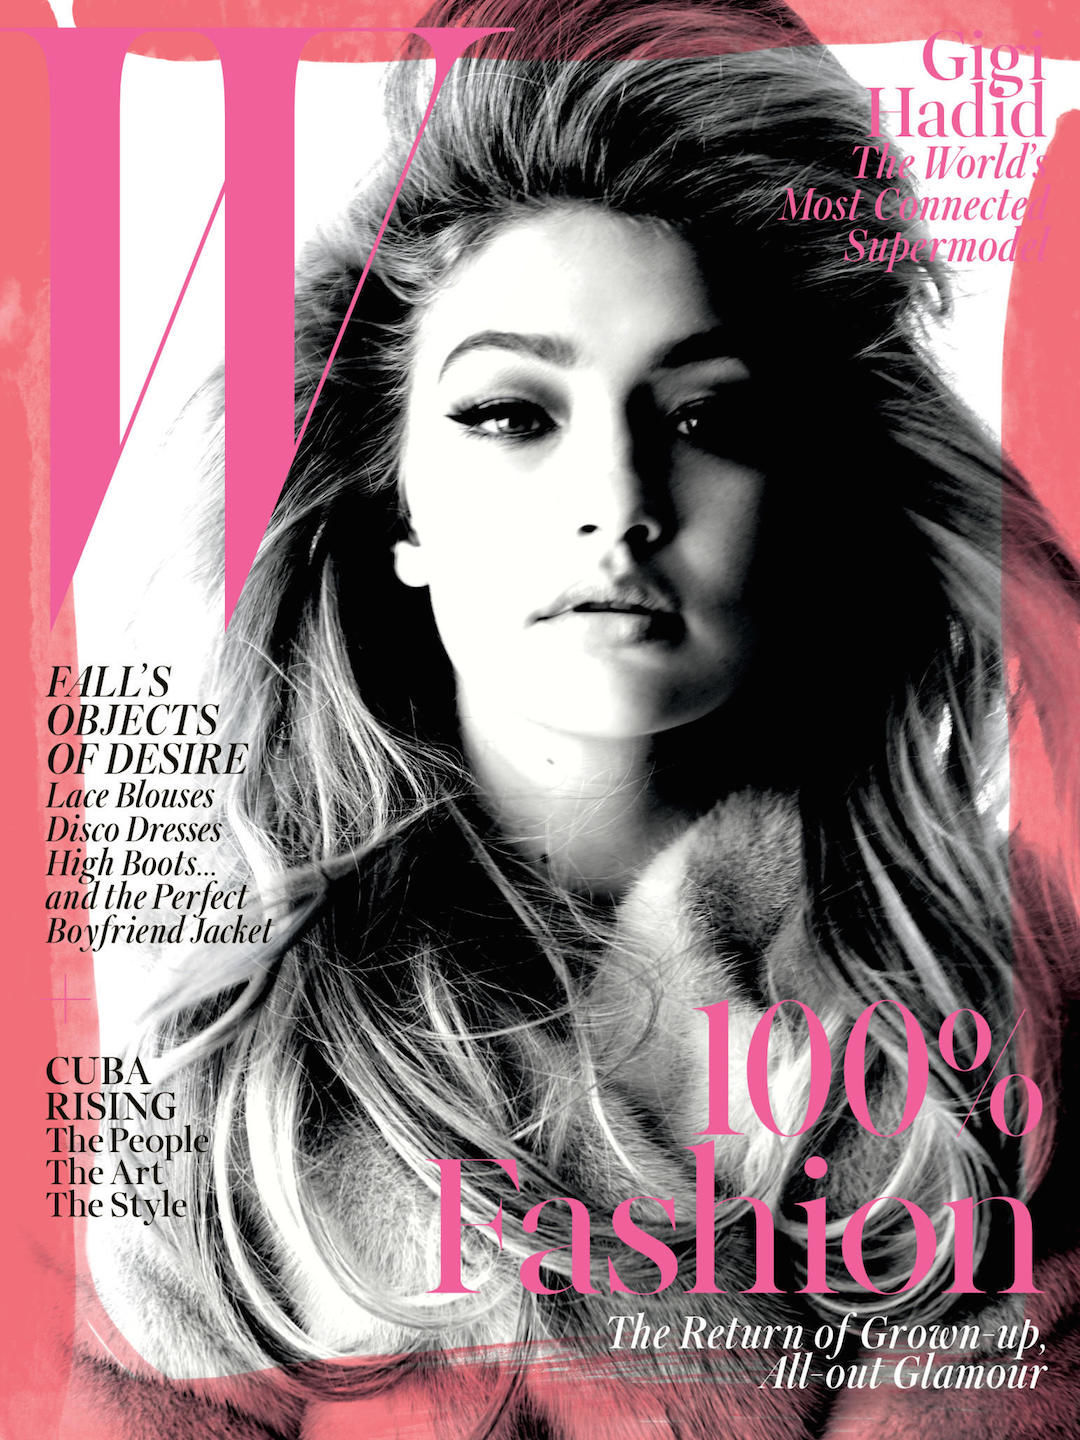 W
Gigi
Hadid
The World's
Most Connected
Supermodel
FALL'S
OBJECTS
OF DESIRE
Lace Blouses
Disco Dresses
High Boots...
and the Perfect
Boyfriend Jacket
+
CUBA
RISING
The People
The Art
The Style
100%
Fashion
The Return of Grown-up,
All-out Glamour